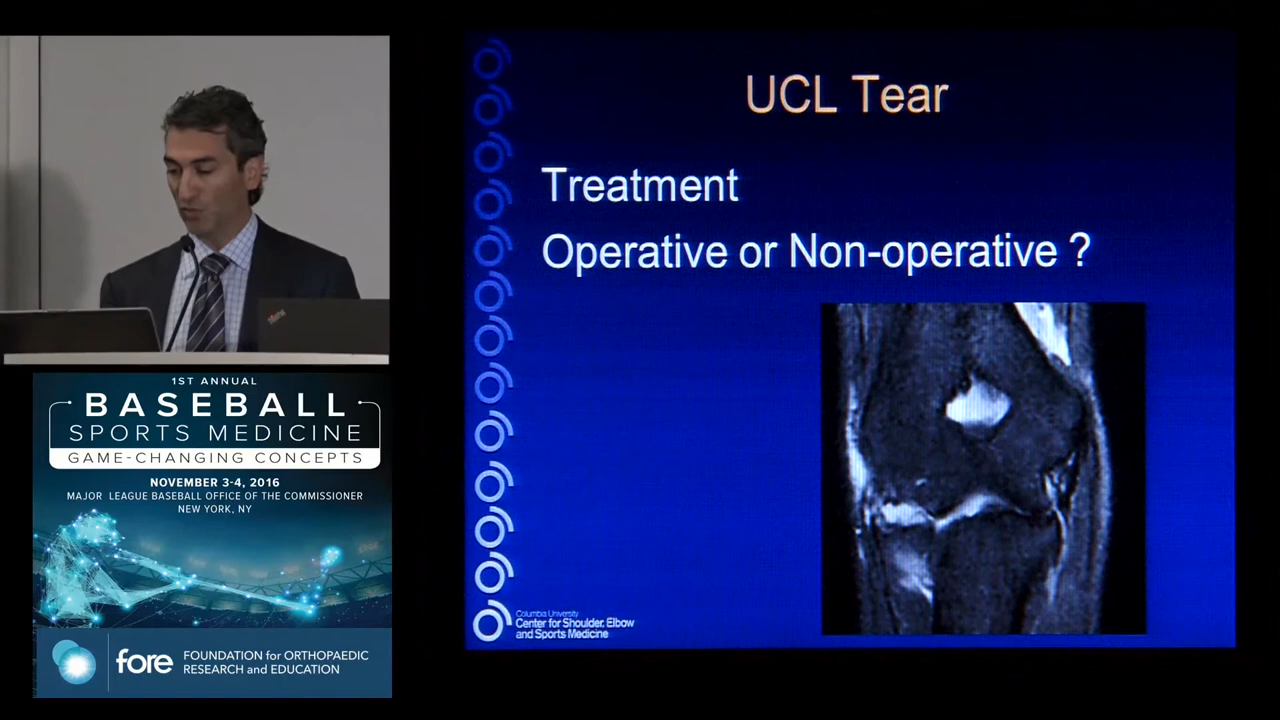 UCL Tear
Treatment
Operative or Non-operative ?
Columbia University
Center for Shoulder, Elbow
and Sports Medicine
1ST ANNUAL
BASEBALL
SPORTS MEDICINE
GAME-CHANGING CONCEPTS
NOVEMBER 3-4, 2016
MAJOR LEAGUE BASEBALL OFFICE OF THE COMMISSIONER
NEW YORK, NY
fore
FOUNDATION for ORTHOPAEDIC
RESEARCH and EDUCATION